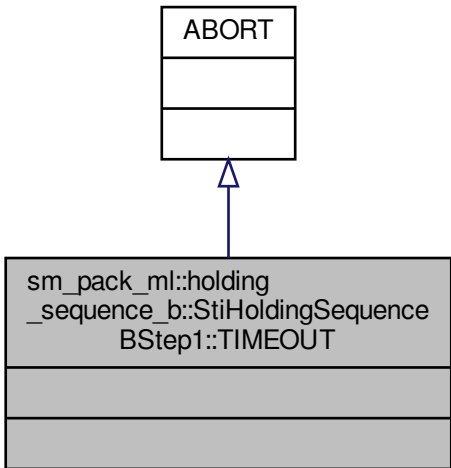 ABORT
sm_pack_ml::holding
_sequence_b::StiHoldingSequence
BStep1::TIMEOUT